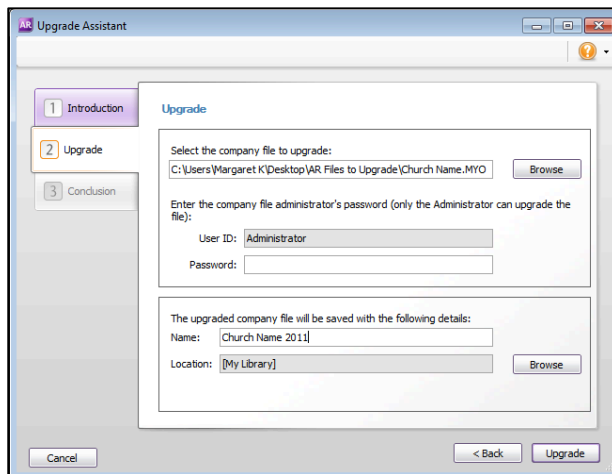 AR Upgrade Assistant
?
1 Introduction
2 Upgrade
3 Conclusion
Upgrade
Select the company file to upgrade:
C:\Users\Margaret K\Desktop\AR Files to Upgrade\Church Name.MYO
Browse
Enter the company file administrator's password (only the Administrator can upgrade the
file):
User ID: Administrator
Password:
The upgraded company file will be saved with the following details:
Name: Church Name 2011
Location: [My Library]
Browse
Cancel
< Back
Upgrade